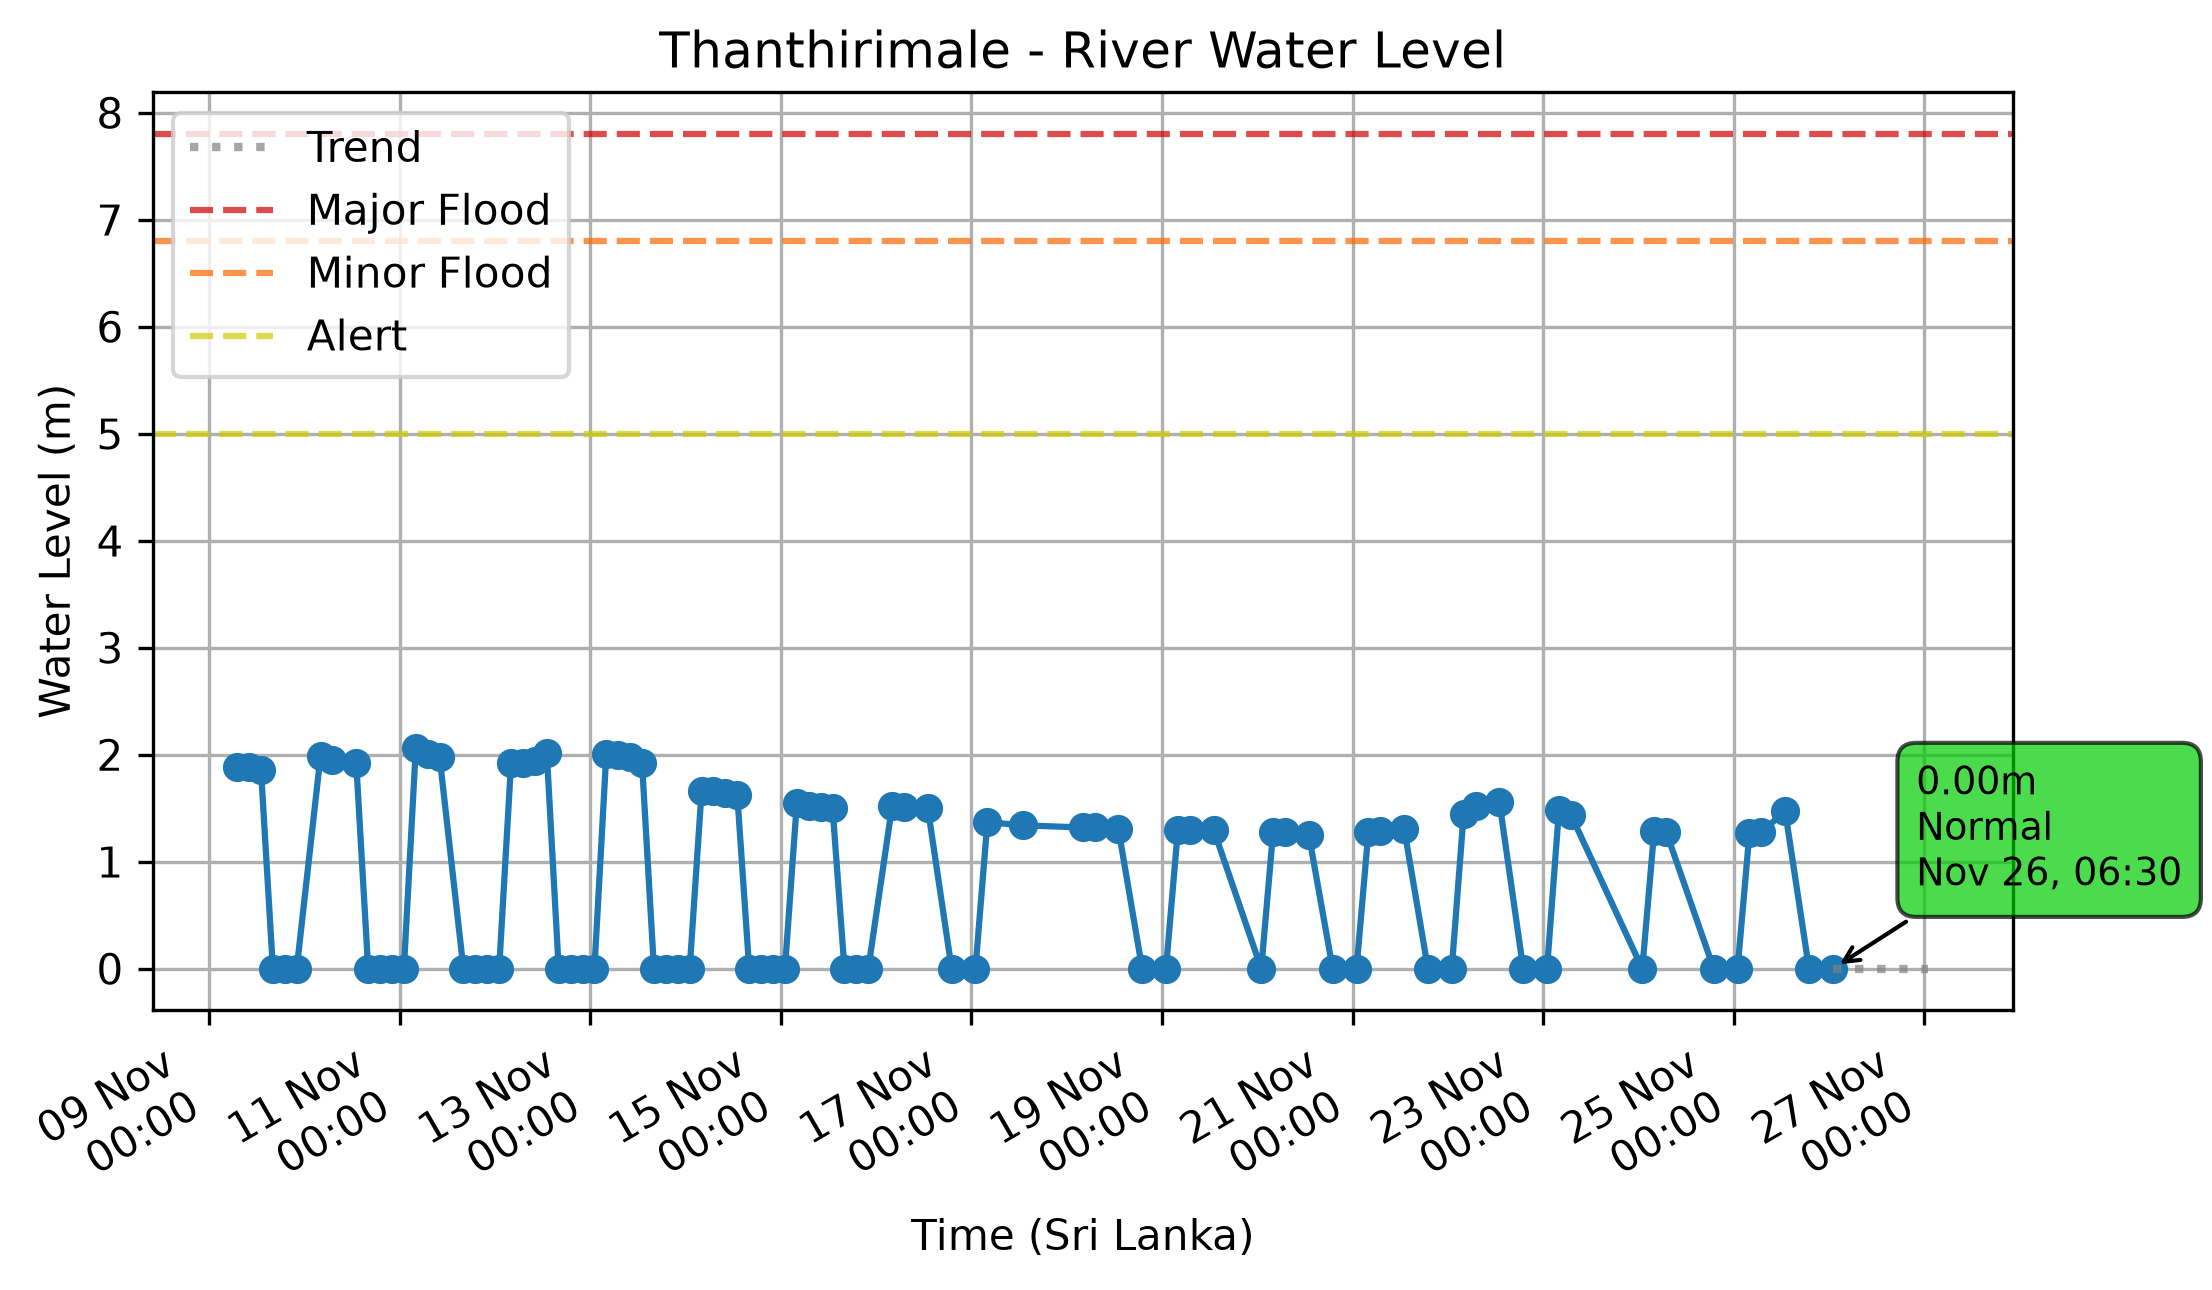 Thanthirimale - River Water Level
8
7
6
5
4
3
2
1
0
Water Level (m)
Trend
Major Flood
Minor Flood
Alert
0.00m
Normal
Nov 26, 06:30
09 Nov
00:00
11 Nov
00:00
13 Nov
00:00
15 Nov
00:00
17 Nov
00:00
19 Nov
00:00
21 Nov
00:00
23 Nov
00:00
25 Nov
00:00
27 Nov
00:00
Time (Sri Lanka)